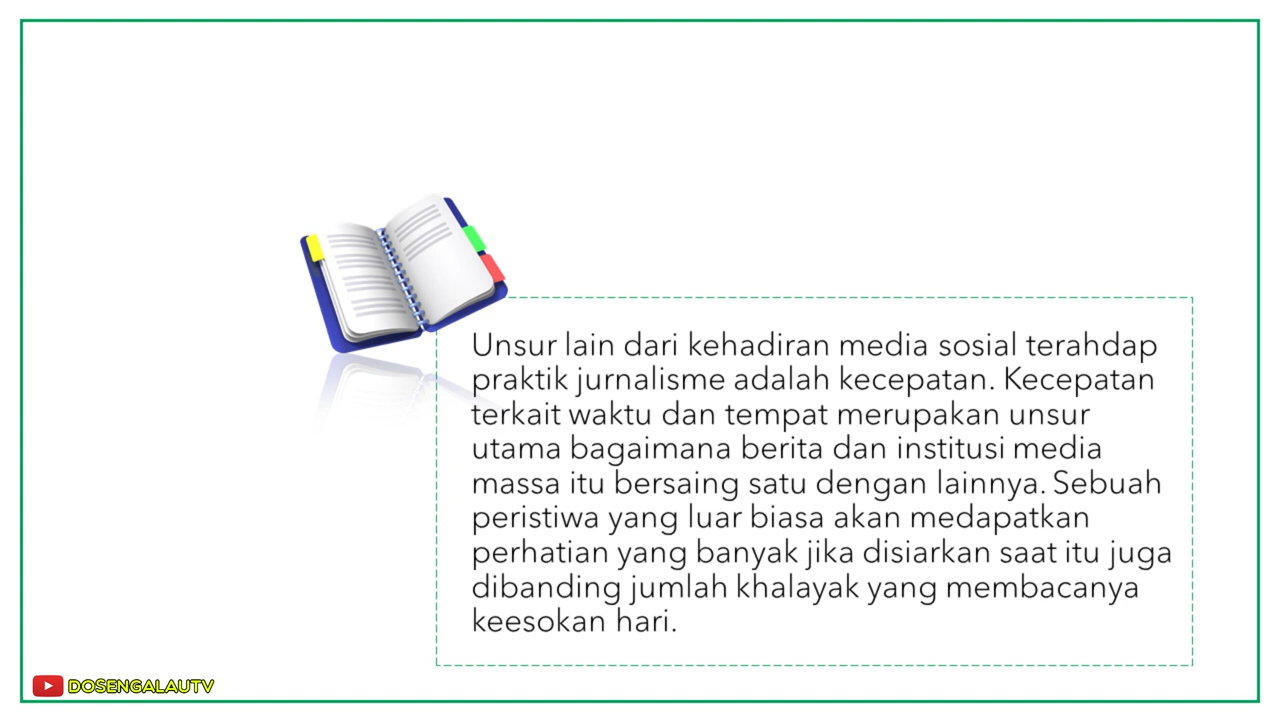 Unsur lain dari kehadiran media sosial terahdap
praktik jurnalisme adalah kecepatan. Kecepatan
terkait waktu dan tempat merupakan unsur
utama bagaimana berita dan institusi media
massa itu bersaing satu dengan lainnya. Sebuah
peristiwa yang luar biasa akan medapatkan
perhatian yang banyak jika disiarkan saat itu juga
dibanding jumlah khalayak yang membacanya
keesokan hari.
DOSENGALAUTV